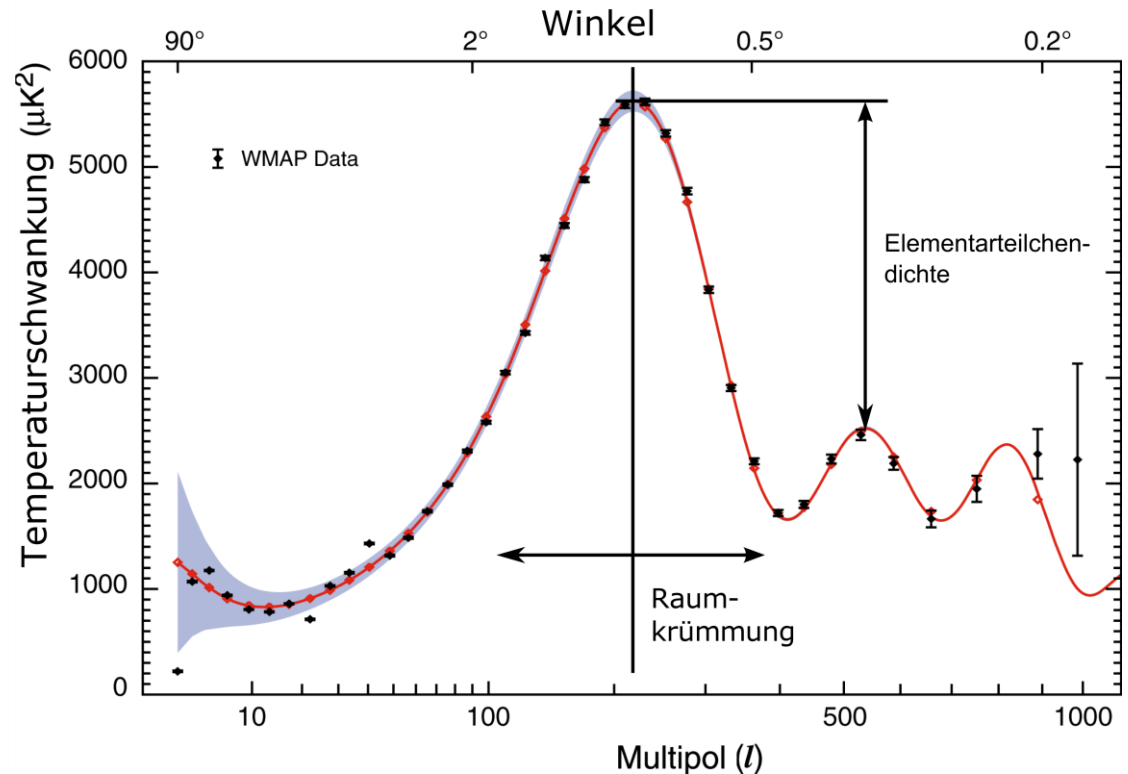 Winkel
90° 2° 0.5° 0.2°
Temperaturschwankung (μK²)
6000
5000
4000
3000
2000
1000
0
WMAP Data
Elementarteilchen-
dichte
Raum-
krümmung
10 100 500 1000
Multipol (l)